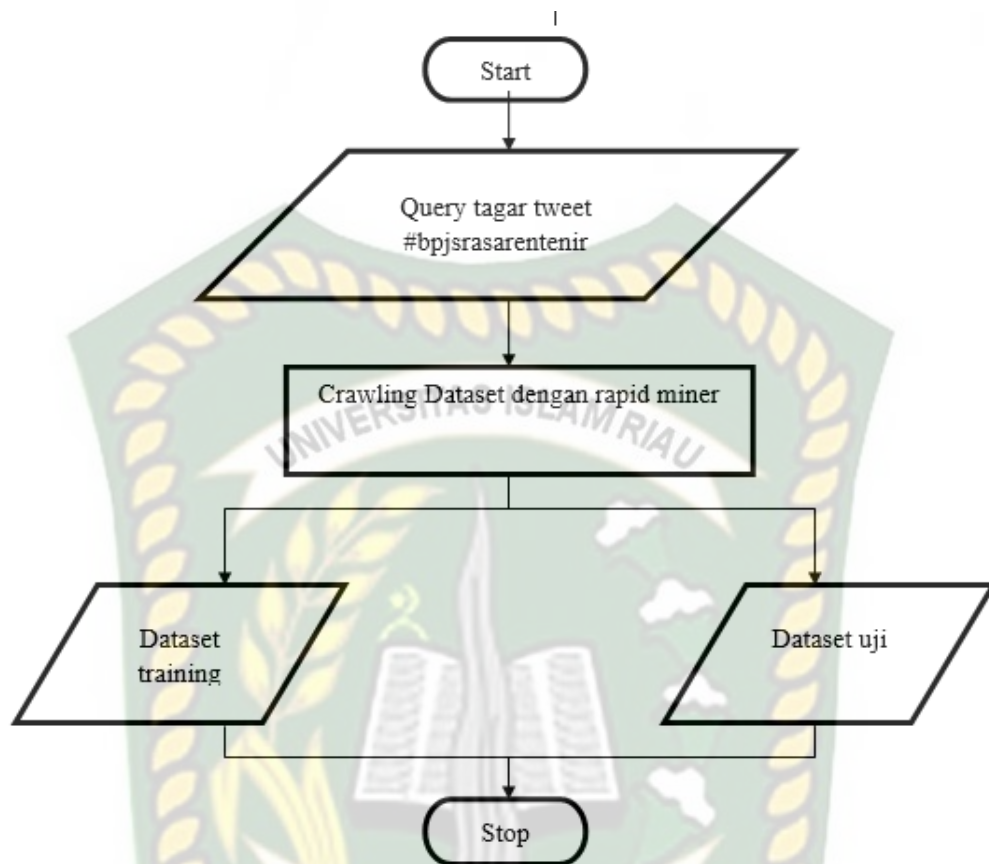 Start
Query tagar tweet
#bpjsrasarentenir
Crawling Dataset dengan rapid miner
UNIVERSITAS ISLAM RIAU
Dataset
training
Dataset uji
Stop